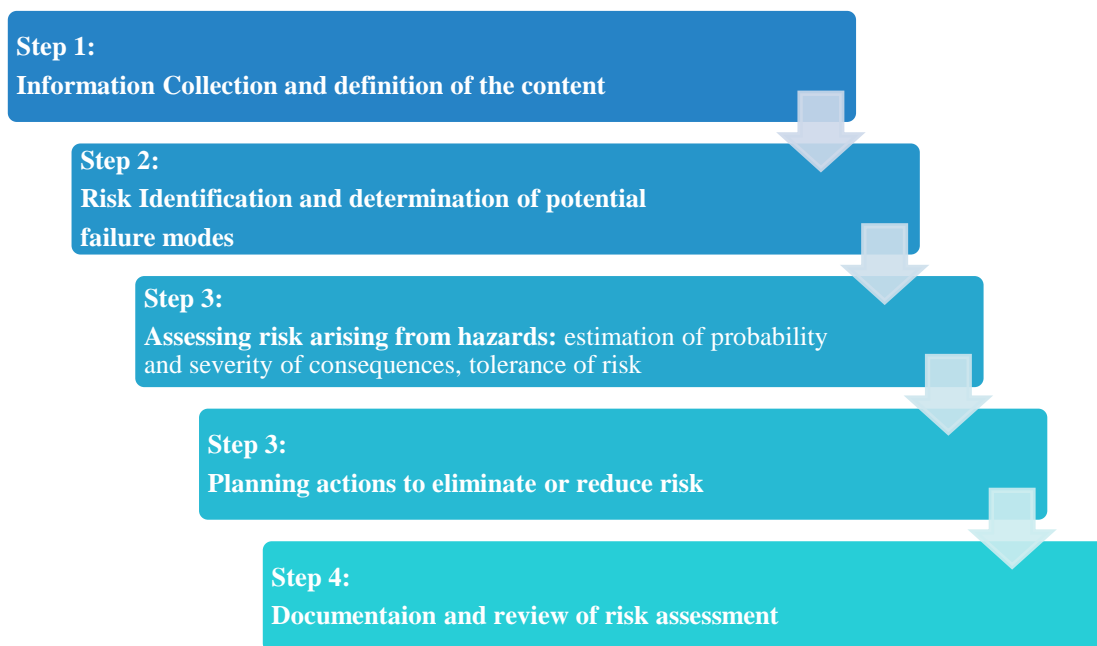 Step 1:
Information Collection and definition of the content
Step 2:
Risk Identification and determination of potential
failure modes
Step 3:
Assessing risk arising from hazards: estimation of probability
and severity of consequences, tolerance of risk
Step 3:
Planning actions to eliminate or reduce risk
Step 4:
Documentaion and review of risk assessment